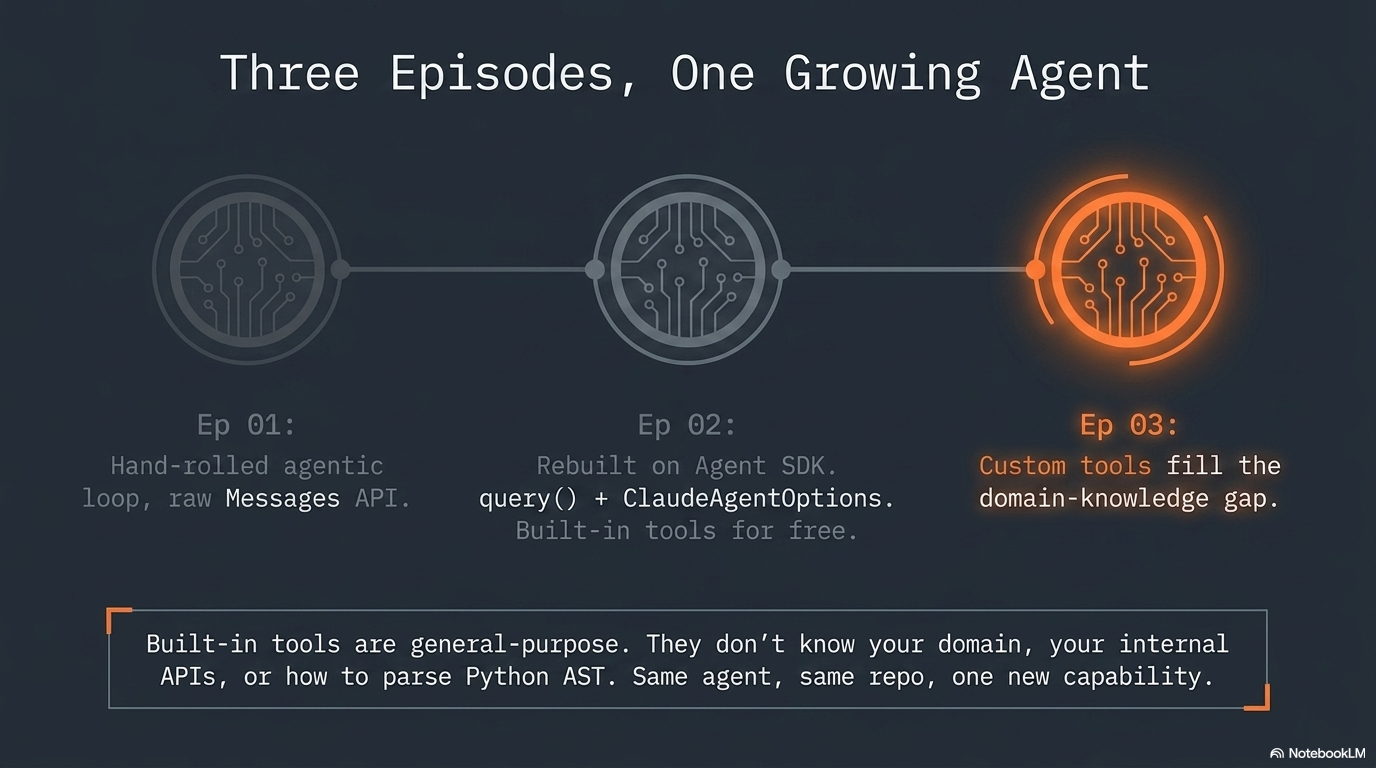 Three Episodes, One Growing Agent
Ep 01:
Hand-rolled agentic
loop, raw Messages API.
Ep 02:
Rebuilt on Agent SDK.
query() + ClaudeAgentOptions.
Built-in tools for free.
Ep 03:
Custom tools fill the
domain-knowledge gap.
Built-in tools are general-purpose. They don’t know your domain, your internal
APIs, or how to parse Python AST. Same agent, same repo, one new capability.
NotebookLM